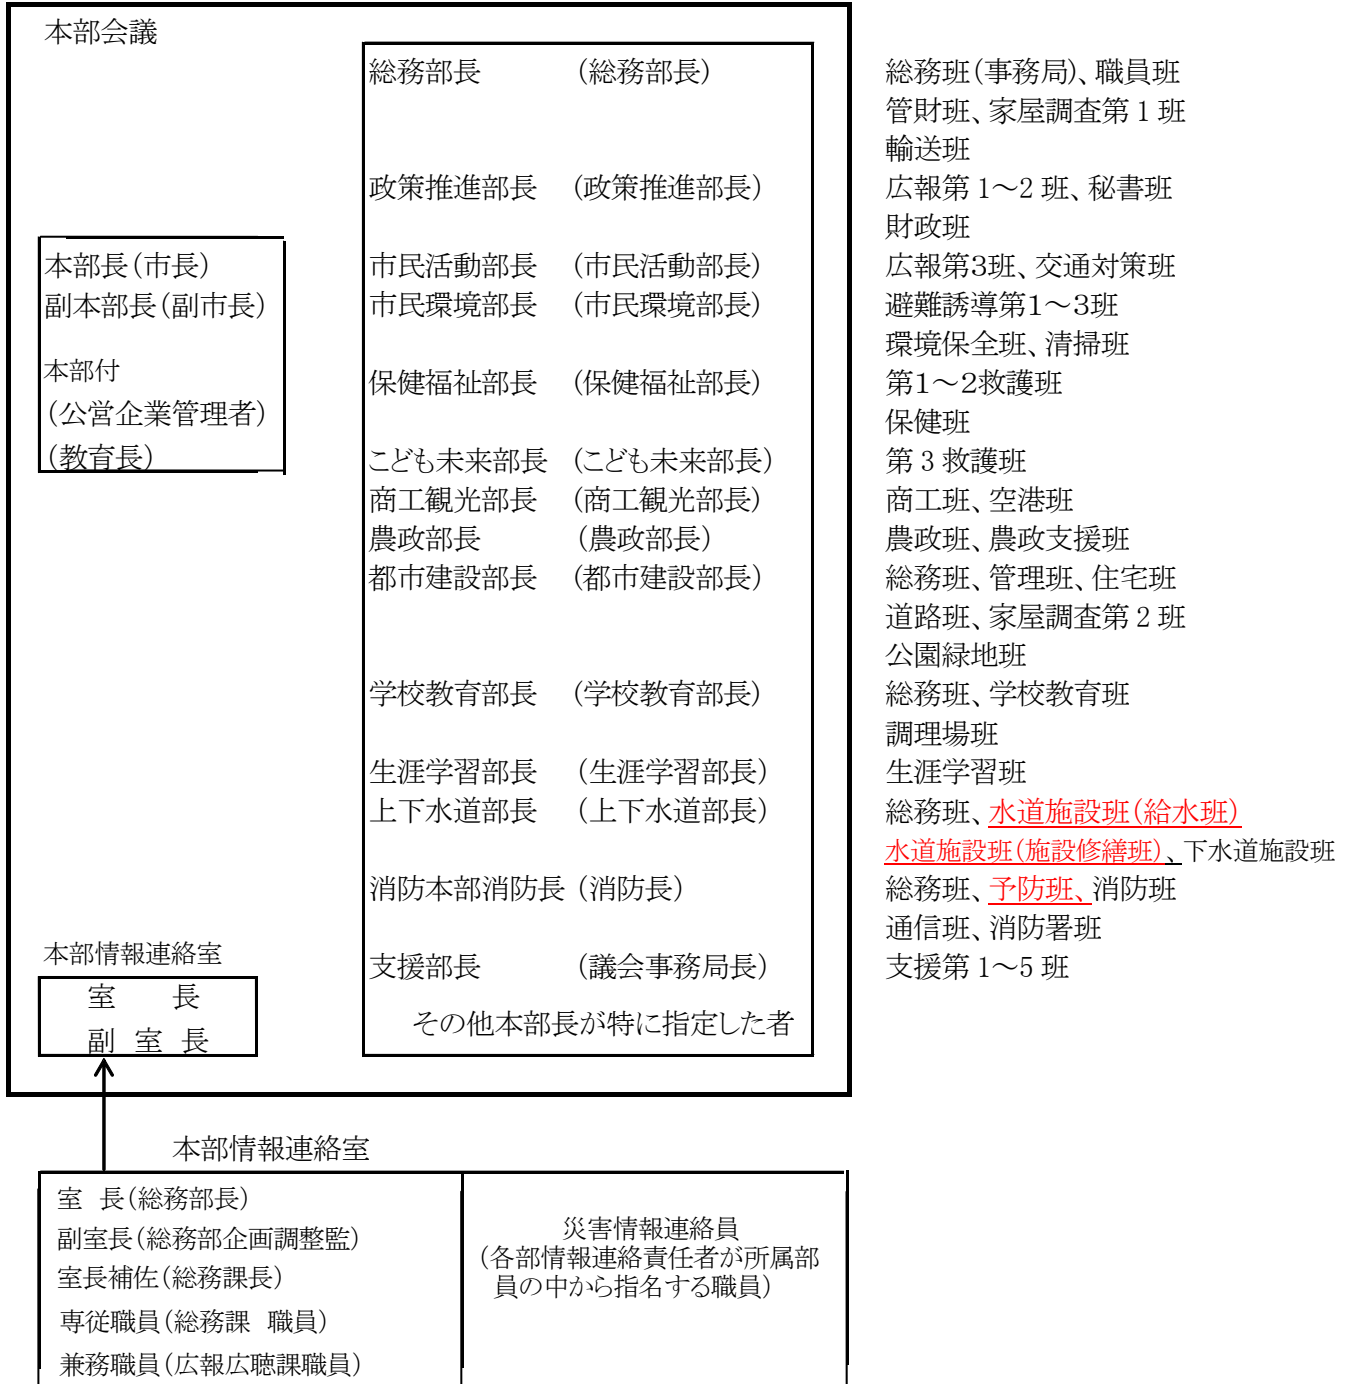 本部会議
総務部長 (総務部長) 総務班(事務局)、職員班
管財班、家屋調査第1班
輸送班
政策推進部長 (政策推進部長) 広報第1～2班、秘書班
財政班
本部長(市長) 市民活動部長 (市民活動部長) 広報第3班、交通対策班
副本部長(副市長) 市民環境部長 (市民環境部長) 避難誘導第1～3班
環境保全班、清掃班
本部付 保健福祉部長 (保健福祉部長) 第1～2救護班
(公営企業管理者) 保健班
(教育長) こども未来部長 (こども未来部長) 第3救護班
商工観光部長 (商工観光部長) 商工班、空港班
農政部長 (農政部長) 農政班、農政支援班
都市建設部長 (都市建設部長) 総務班、管理班、住宅班
道路班、家屋調査第2班
公園緑地班
学校教育部長 (学校教育部長) 総務班、学校教育班
調理場班
生涯学習部長 (生涯学習部長) 生涯学習班
上下水道部長 (上下水道部長) 総務班、水道施設班(給水班)
水道施設班(施設修繕班)、下水道施設班
消防本部消防長 (消防長) 総務班、予防班、消防班
通信班、消防署班
本部情報連絡室 支援部長 (議会事務局長) 支援第1～5班
室 長
副 室 長 その他本部長が特に指定した者
本部情報連絡室
室 長(総務部長)
副室長(総務部企画調整監)
室長補佐(総務課長)
専従職員(総務課 職員)
兼務職員(広報広聴課職員)
災害情報連絡員
(各部情報連絡責任者が所属部
員の中から指名する職員)